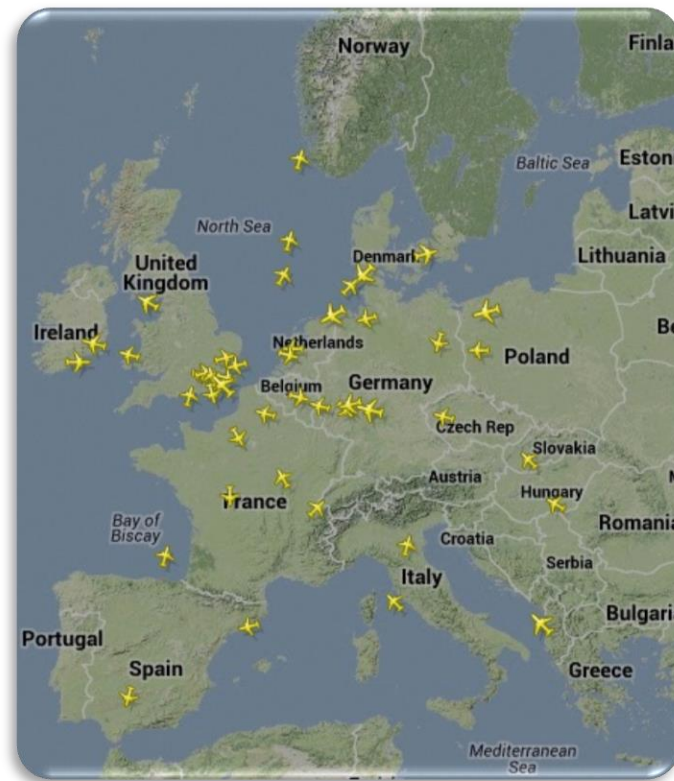 Norway
Finla
Baltic Sea
Eston
North Sea
Latvi
Denmark
Lithuania
United
Kingdom
Ireland
Netherlands
Be
Poland
Belgium
Germany
Czech Rep
Slovakia
Austria
France
Hungary
Bay of
Biscay
Romania
Croatia
Serbia
Italy
Bulgari
Portugal
Spain
Greece
Mediterranean
Sea